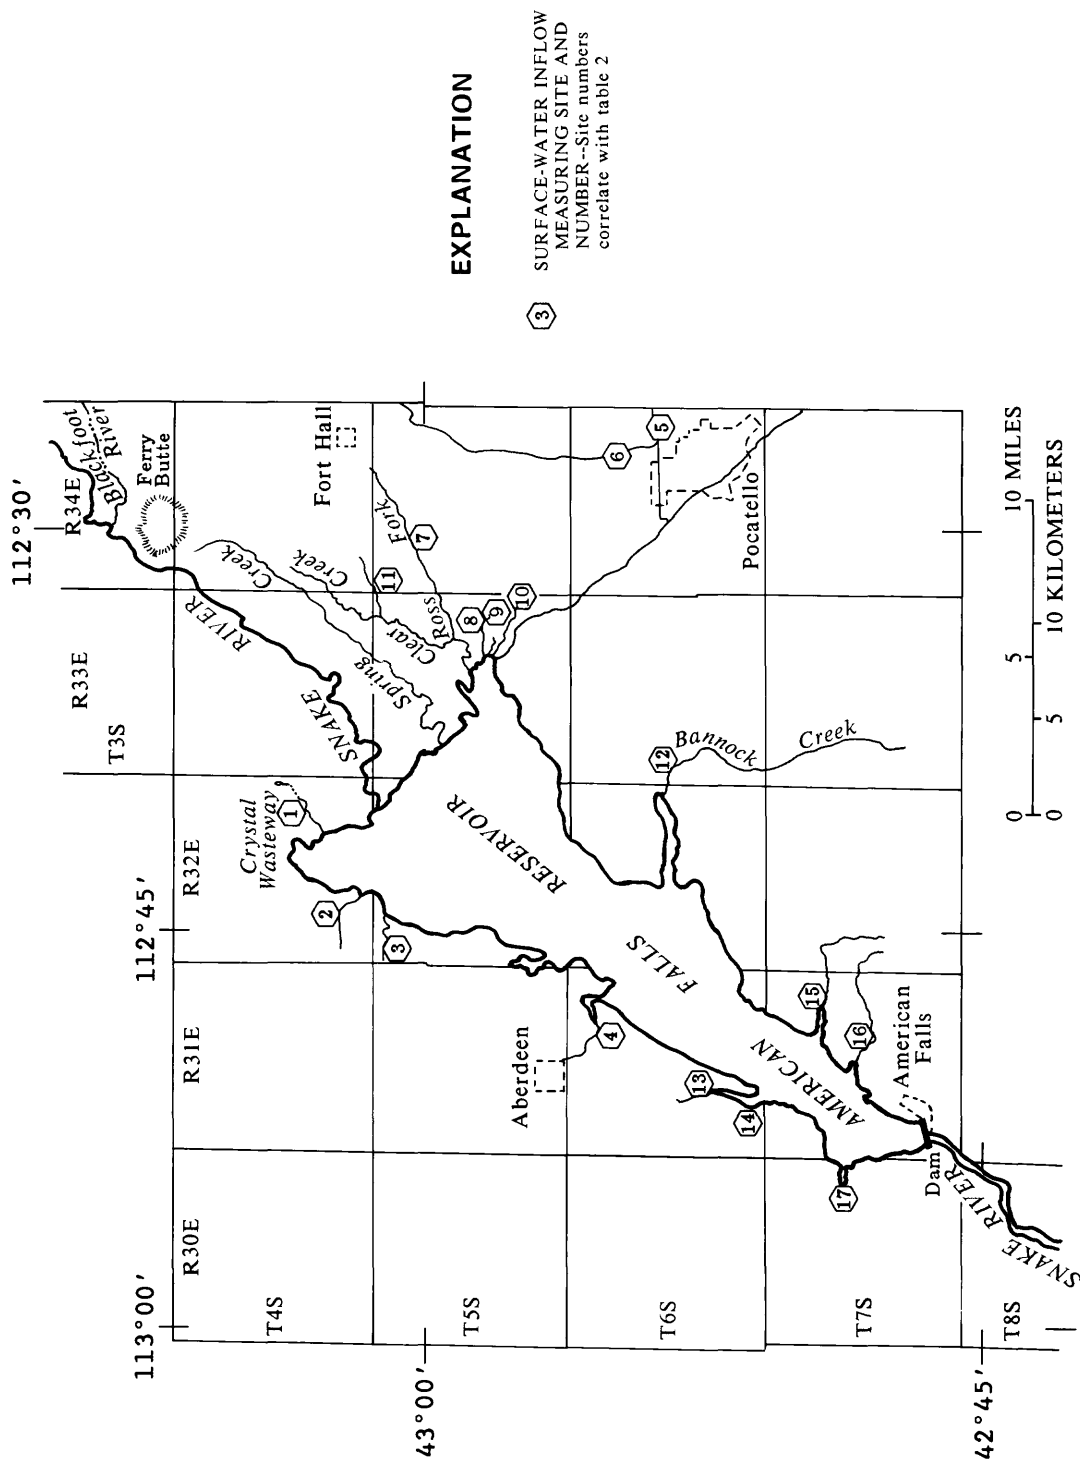 112°30'
112°45'
113°00'
43°00'
42°45'
R34E
R33E
R32E
R31E
R30E
T3S
T4S
T5S
T6S
T7S
T8S
Blackfoot
River
Ferry
Butte
Fort Hall
SNAKE RIVER
Spring Creek
Clear Creek
Ross Fork
Crystal
Wasteway
1
2
3
4
5
6
7
8
9
10
11
12
13
14
15
16
17
Pocatello
Bannock Creek
Aberdeen
AMERICAN FALLS RESERVOIR
American
Falls
Dam
SNAKE RIVER
0 5 10 MILES
0 5 10 KILOMETERS
EXPLANATION
3
SURFACE-WATER INFLOW
MEASURING SITE AND
NUMBER--Site numbers
correlate with table 2